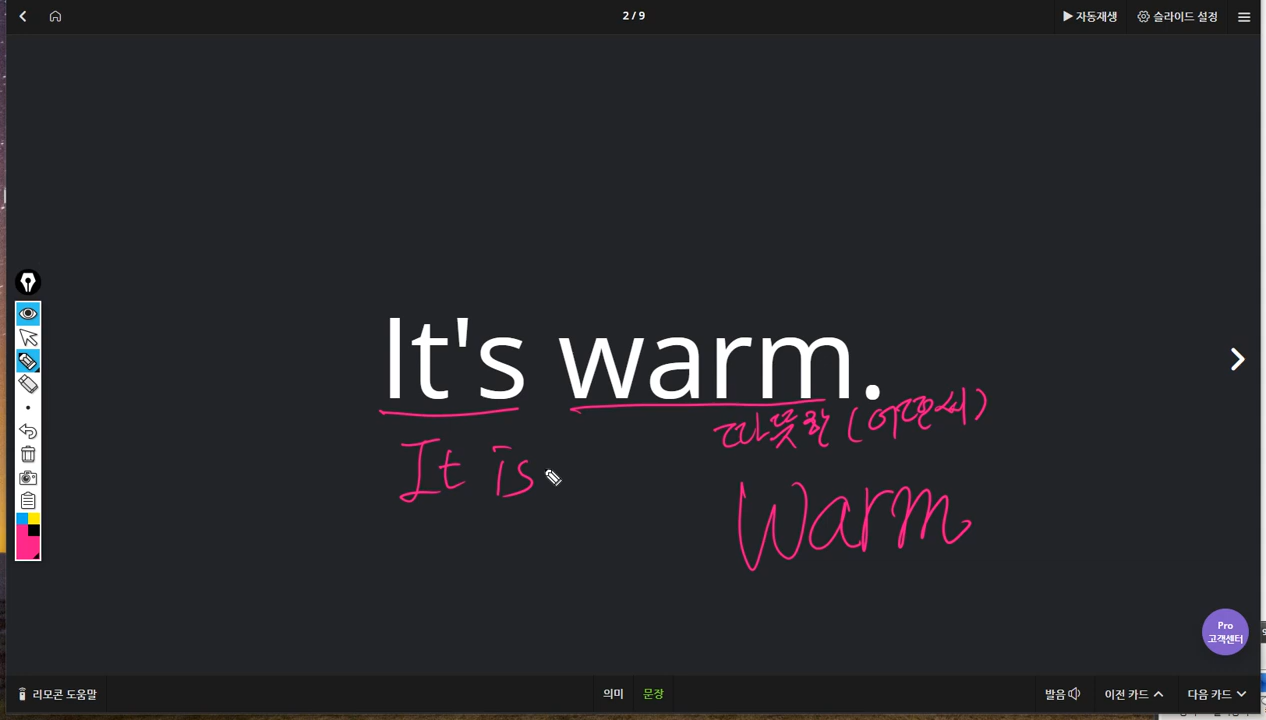 2 / 9
▶ 자동재생 슬라이드 설정
It's warm.
따뜻한 (어떤씨)
It is
warm
Pro
고객센터
리모콘 도움말 의미 문장 발음 이전 카드 다음 카드